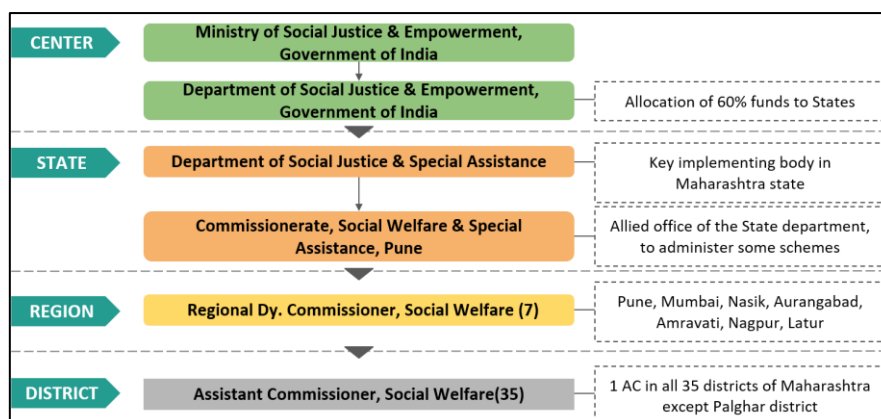 CENTER
Ministry of Social Justice & Empowerment,
Government of India
Department of Social Justice & Empowerment,
Government of India
Allocation of 60% funds to States
STATE
Department of Social Justice & Special Assistance
Key implementing body in
Maharashtra state
Commissionerate, Social Welfare & Special
Assistance, Pune
Allied office of the State department,
to administer some schemes
REGION
Regional Dy. Commissioner, Social Welfare (7)
Pune, Mumbai, Nasik, Aurangabad,
Amravati, Nagpur, Latur
DISTRICT
Assistant Commissioner, Social Welfare(35)
1 AC in all 35 districts of Maharashtra
except Palghar district